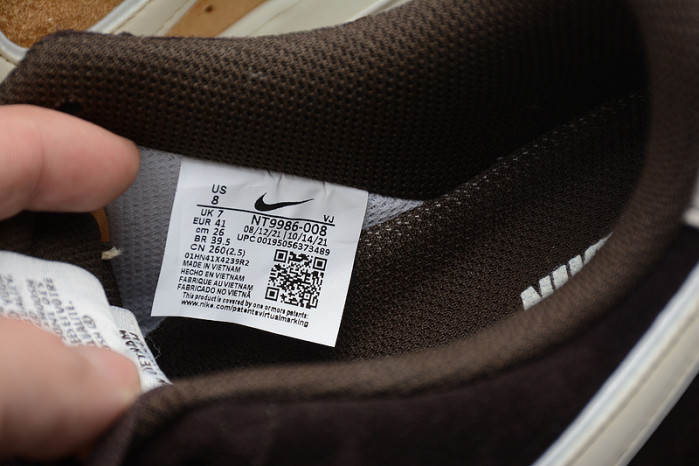 US
8
VJ
UK 7
NT9986-008
EUR 41
08/12/21 | 10/14/21
cm 26
UPC 00195056373489
BR 39.5
CN 260(2.5)
01HN41X4239R2
MADE IN VIETNAM
HECHO EN VIETNAM
FABRIQUE AU VIETNAM
FABRICADO NO VIETNÃ
This product is covered by one or more patents:
www.nike.com/patentsvirtualmarking